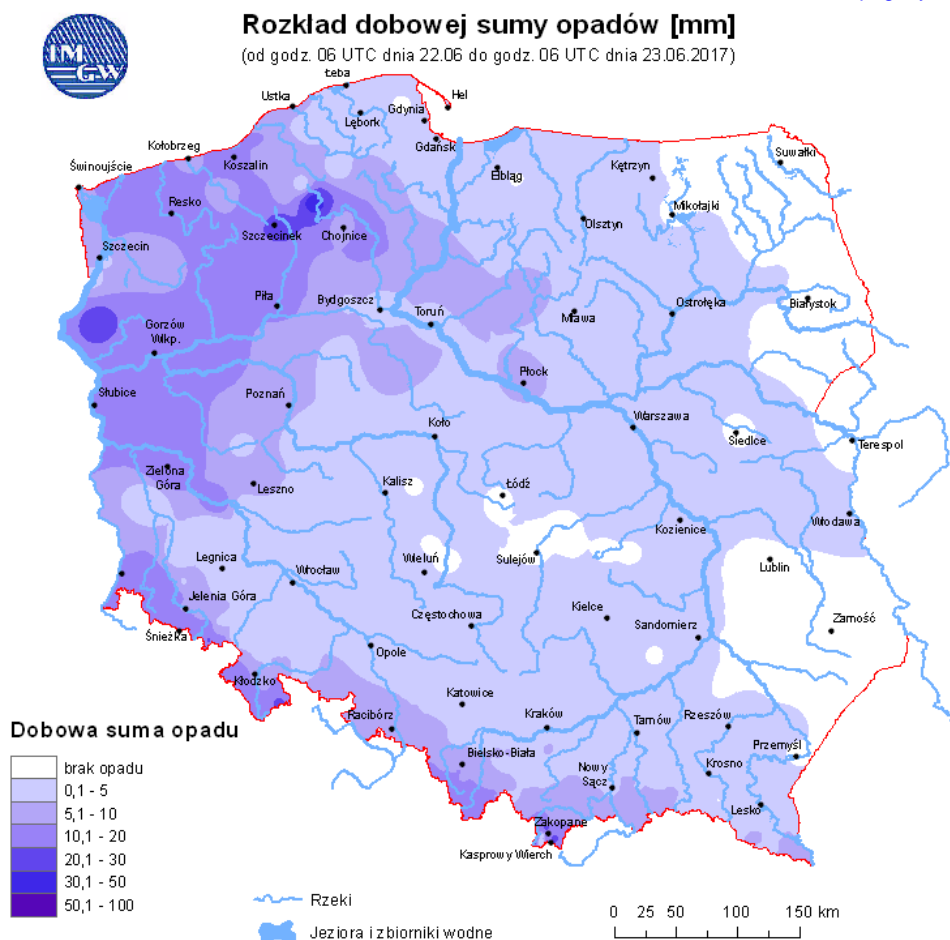 Rozkład dobowej sumy opadów [mm]
(od godz. 06 UTC dnia 22.06 do godz. 06 UTC dnia 23.06.2017)
IM
GW
Łeba
Ustka
Hel
Gdynia
Lębork
Gdańsk
Kołobrzeg
Koszalin
Świnoujście
Elbląg
Kętrzyn
Suwałki
Resko
Mikołajki
Szczecinek
Chojnice
Olsztyn
Szczecin
Piła
Bydgoszcz
Toruń
Mława
Ostrołęka
Białystok
Gorzów
Wlkp.
Płock
Słubice
Poznań
Koło
Warszawa
Siedlce
Terespol
Zielona
Góra
Leszno
Kalisz
Łódź
Kozienice
Włodawa
Legnica
Wrocław
Wieluń
Sulejów
Lublin
Jelenia Góra
Częstochowa
Kielce
Sandomierz
Zamość
Śnieżka
Opole
Kłodzko
Katowice
Racibórz
Kraków
Tarnów
Rzeszów
Przemyśl
Bielsko-Biała
Nowy
Sącz
Krosno
Lesko
Zakopane
Kasprowy Wierch
Dobowa suma opadu
brak opadu
0,1 - 5
5,1 - 10
10,1 - 20
20,1 - 30
30,1 - 50
50,1 - 100
Rzeki
Jeziora i zbiorniki wodne
0 25 50 100 150 km